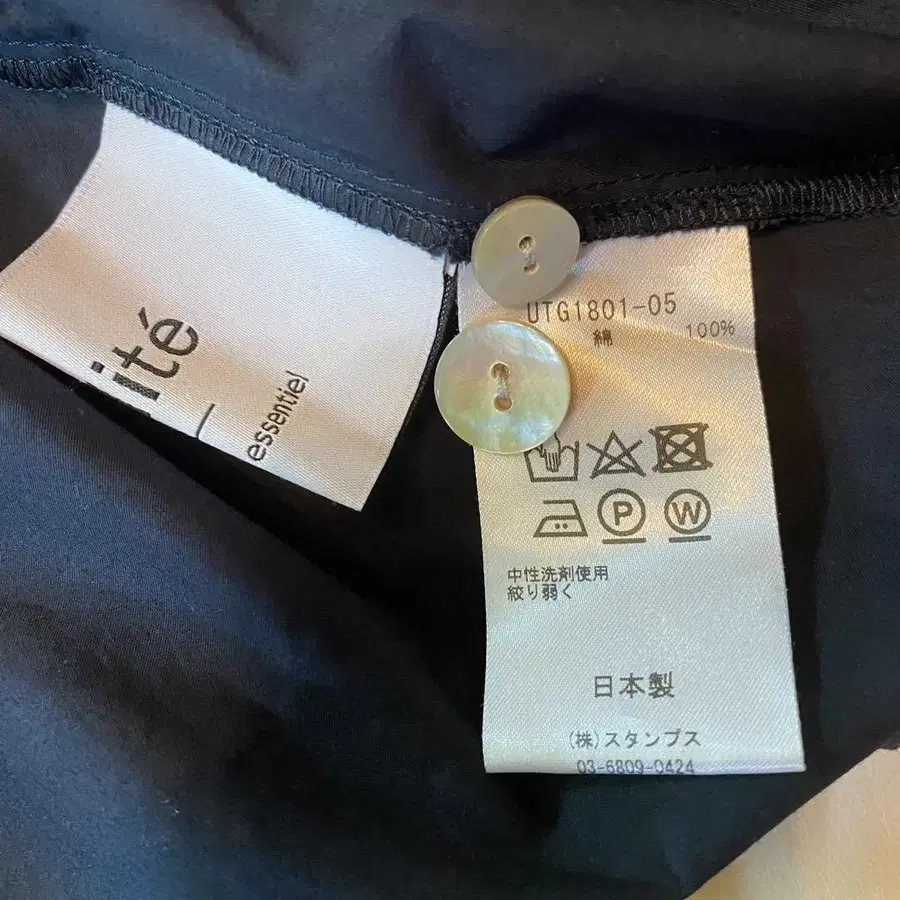 essentiel
UTG1801-05
綿 100%
P W
中性洗剤使用
絞り弱く
日本製
(株)スタンプス
03-6809-0424